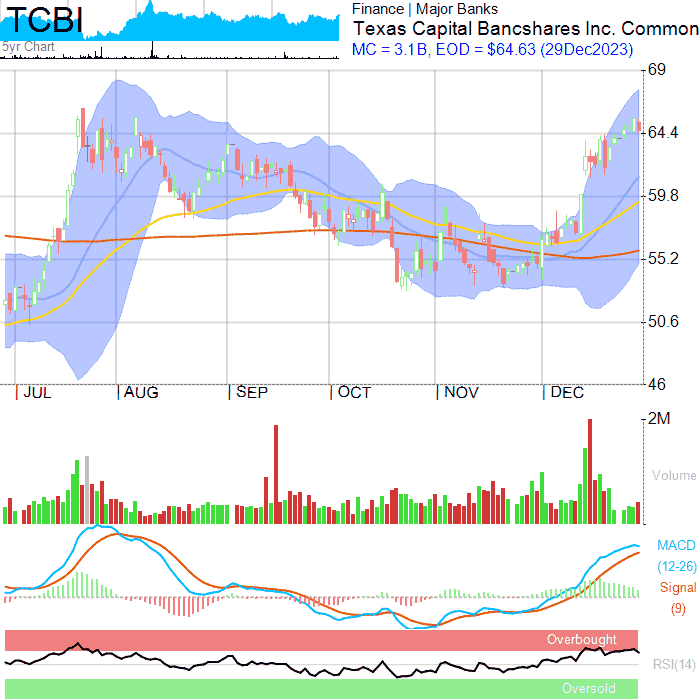 TCBI
5yr Chart
Finance | Major Banks
Texas Capital Bancshares Inc. Common
MC = 3.1B, EOD = $64.63 (29Dec2023)
69
64.4
59.8
55.2
50.6
46
JUL AUG SEP OCT NOV DEC
2M
Volume
MACD
(12-26)
Signal
(9)
Overbought
RSI(14)
Oversold